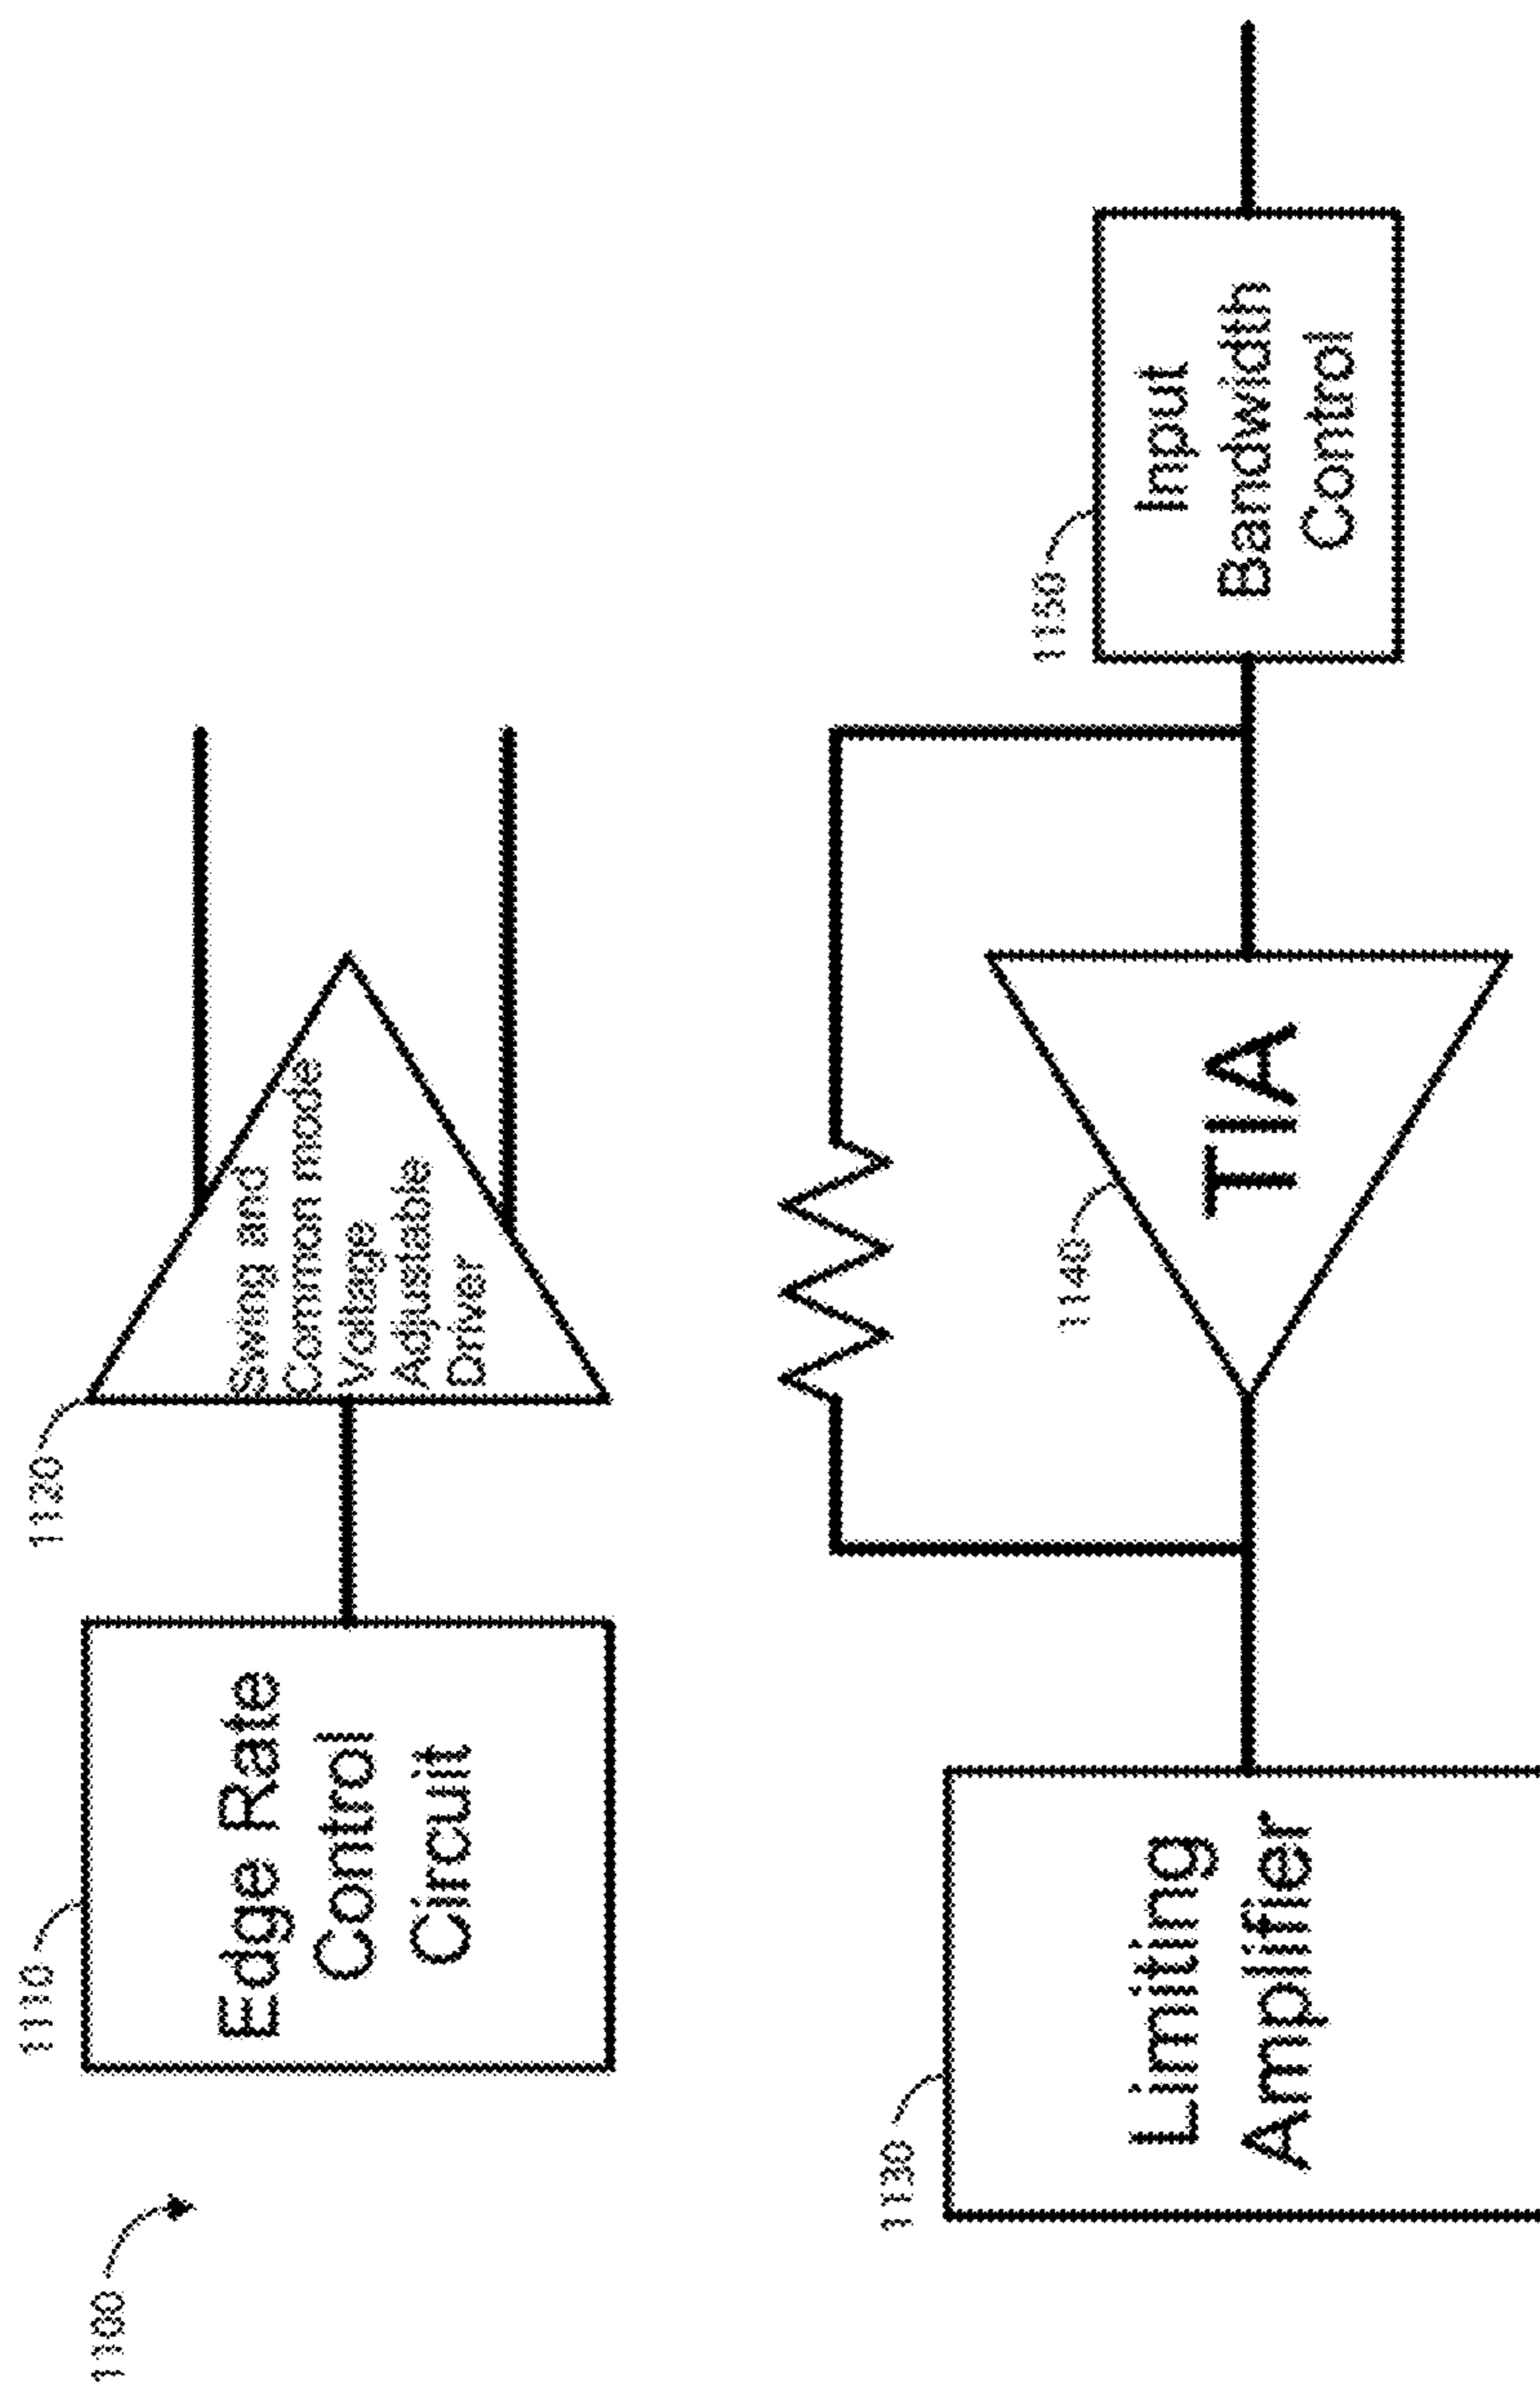 1100
1110
Edge Rate
Control
Circuit
1120
Swing and
Common mode
Voltage
Adjustable
Driver
1130
Limiting
Amplifier
1140
TIA
1150
Input
Bandwidth
Control